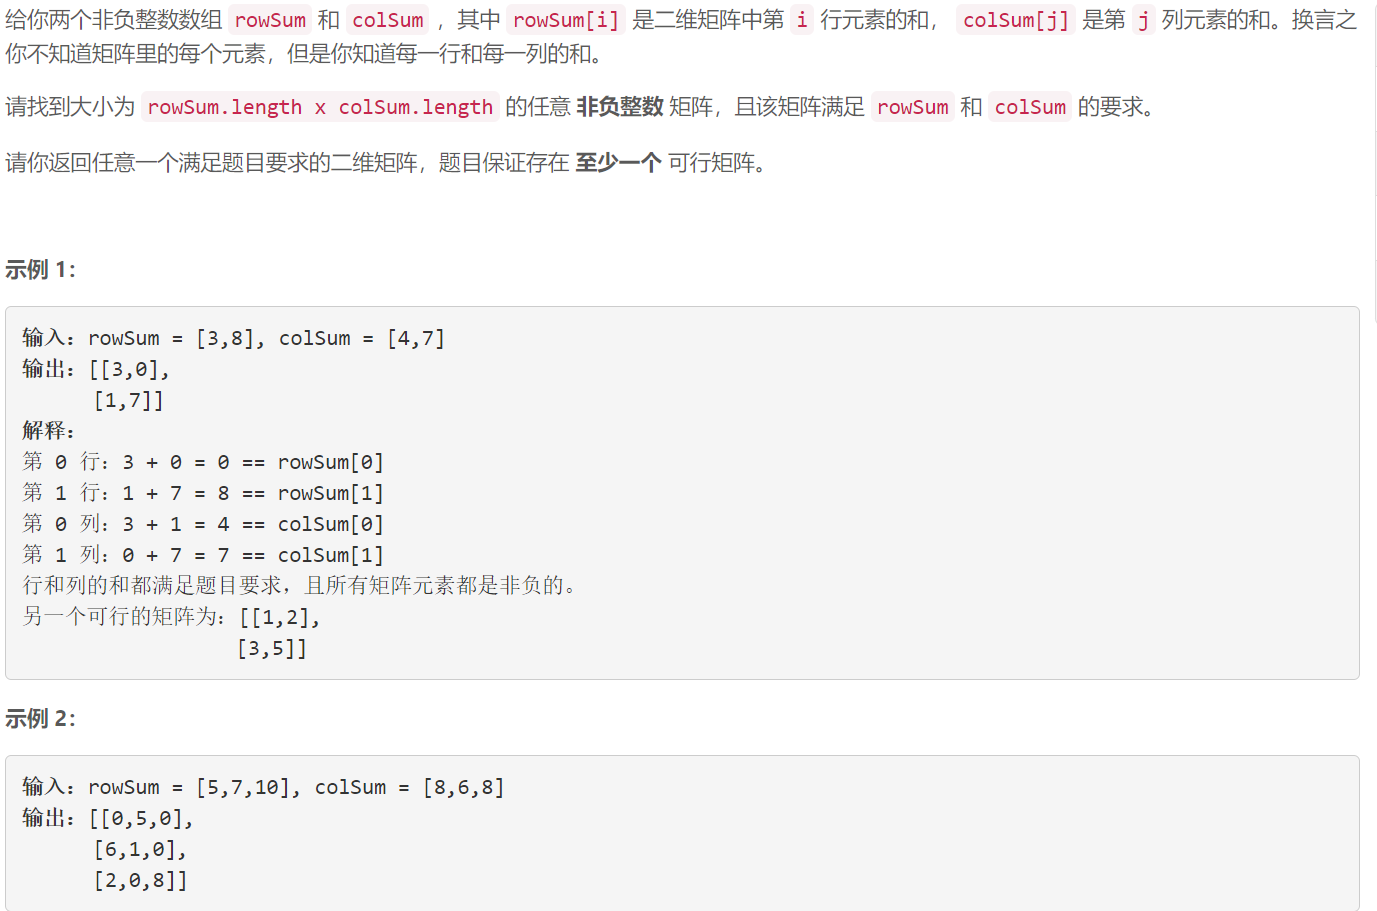 给你两个非负整数数组 rowSum 和 colSum ，其中 rowSum[i] 是二维矩阵中第 i 行元素的和， colSum[j] 是第 j 列元素的和。换言之
你不知道矩阵里的每个元素，但是你知道每一行和每一列的和。
请找到大小为 rowSum.length x colSum.length 的任意 非负整数 矩阵，且该矩阵满足 rowSum 和 colSum 的要求。
请你返回任意一个满足题目要求的二维矩阵，题目保证存在 至少一个 可行矩阵。
示例 1：
输入：rowSum = [3,8], colSum = [4,7]
输出：[[3,0],
[1,7]]
解释：
第 0 行：3 + 0 = 0 == rowSum[0]
第 1 行：1 + 7 = 8 == rowSum[1]
第 0 列：3 + 1 = 4 == colSum[0]
第 1 列：0 + 7 = 7 == colSum[1]
行和列的和都满足题目要求，且所有矩阵元素都是非负的。
另一个可行的矩阵为：[[1,2],
[3,5]]
示例 2：
输入：rowSum = [5,7,10], colSum = [8,6,8]
输出：[[0,5,0],
[6,1,0],
[2,0,8]]